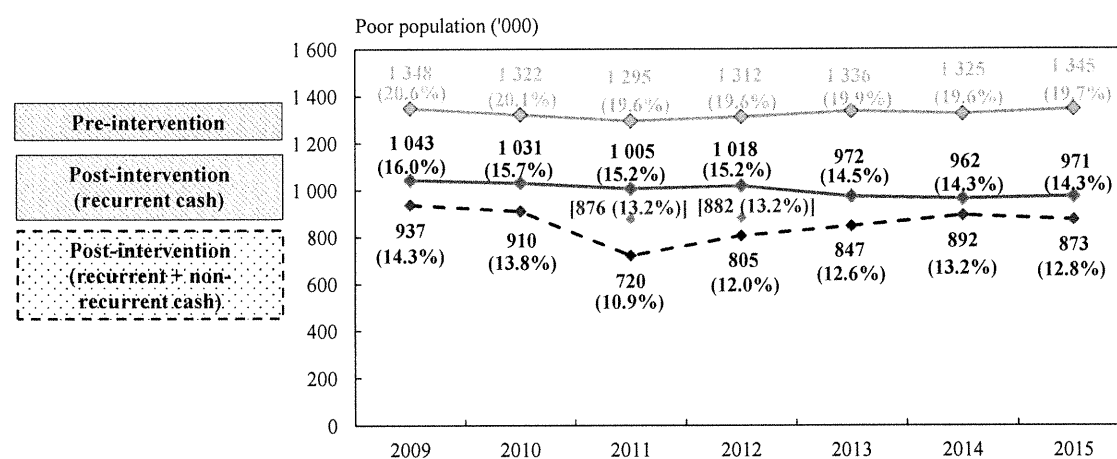 Poor population ('000)
1 600
1 400
1 200
1 000
800
600
400
200
0
Pre-intervention
Post-intervention
(recurrent cash)
Post-intervention
(recurrent + non-
recurrent cash)
1 348 1 322 1 295 1 312 1 336 1 325 1 345
(20.6%) (20.1%) (19.6%) (19.6%) (19.9%) (19.6%) (19.7%)
1 043 1 031 1 005 1 018 972 962 971
(16.0%) (15.7%) (15.2%) (15.2%) (14.5%) (14.3%) (14.3%)
|876 (13.2%)| |882 (13.2%)|
937 910 720 805 847 892 873
(14.3%) (13.8%) (10.9%) (12.0%) (12.6%) (13.2%) (12.8%)
2009 2010 2011 2012 2013 2014 2015